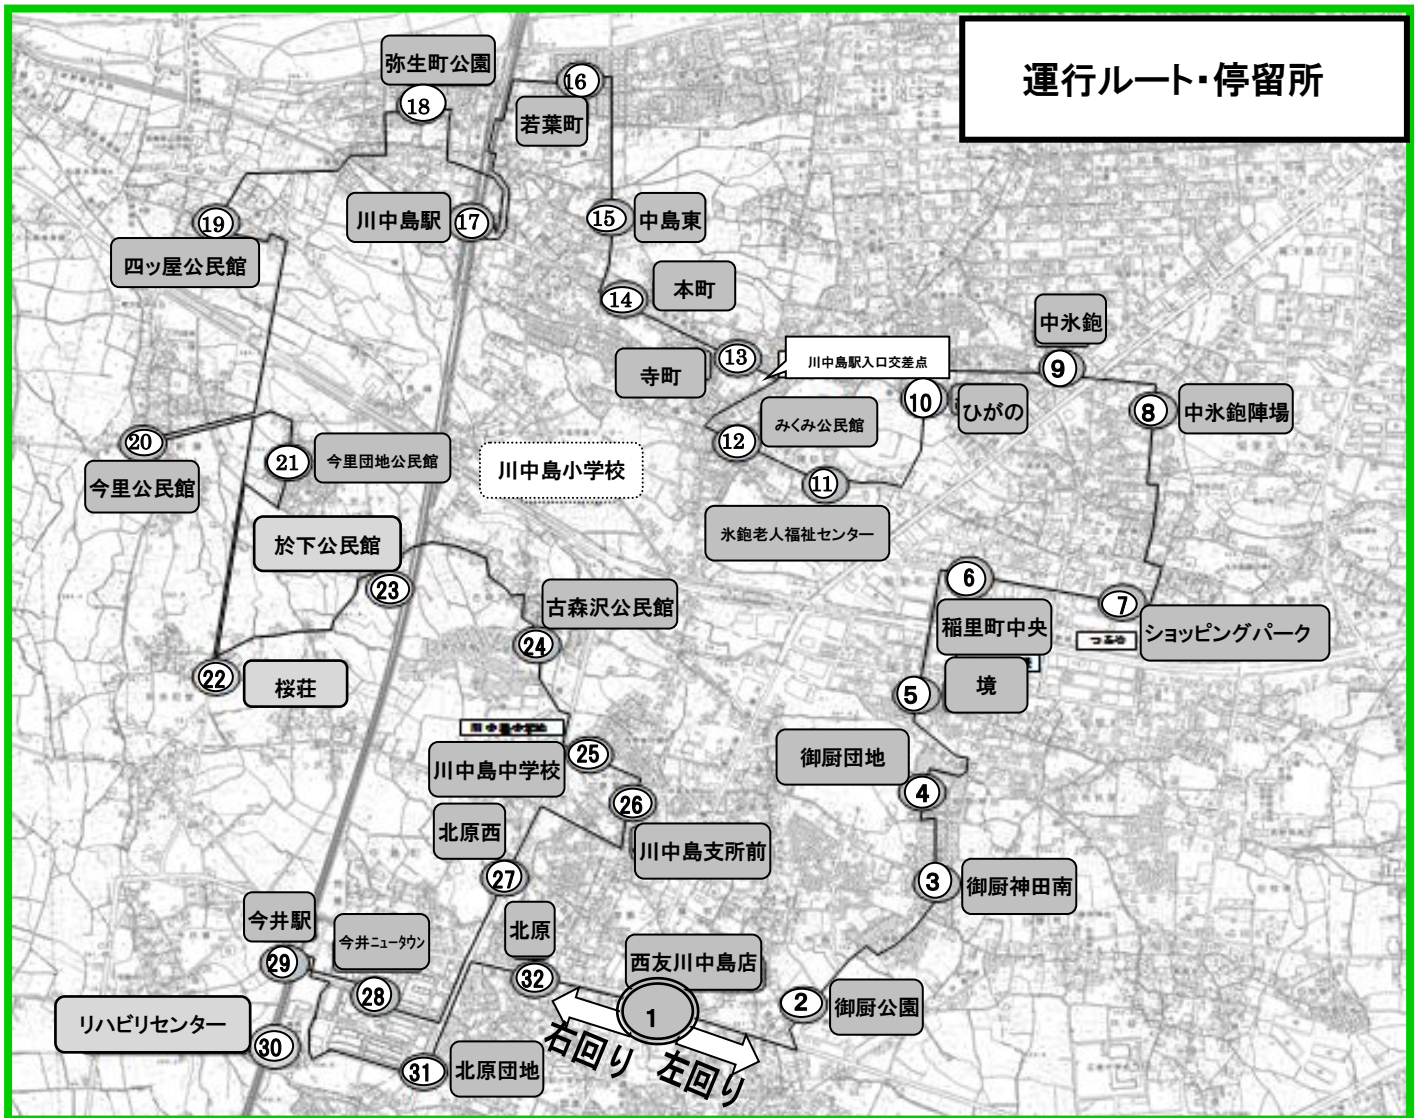 運行ルート・停留所
弥生町公園
18
16
若葉町
19
四ッ屋公民館
川中島駅
17
15
中島東
14
本町
寺町
13
川中島駅入口交差点
中氷鉋
9
10
ひがの
8
中氷鉋陣場
みくみ公民館
12
11
氷鉋老人福祉センター
20
今里公民館
21
今里団地公民館
川中島小学校
於下公民館
23
22
桜荘
古森沢公民館
24
6
稲里町中央
7
ショッピングパーク
5
境
川中島中学校
25
御厨団地
4
26
川中島支所前
北原西
27
3
御厨神田南
今井駅
29
今井ニュータウン
28
北原
32
西友川中島店
1
2
御厨公園
リハビリセンター
30
31
北原団地
右回り
左回り